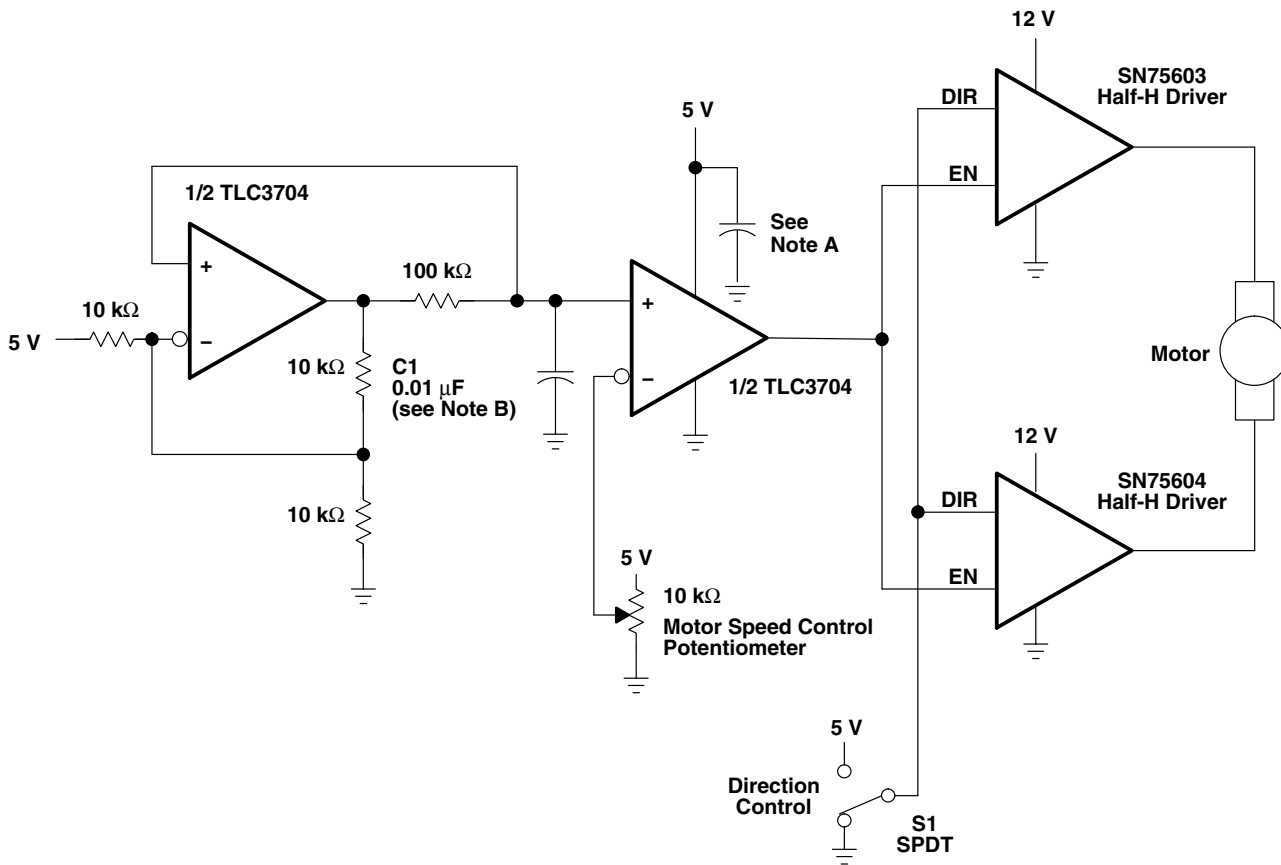 12 V
SN75603
Half-H Driver
DIR
EN
5 V
1/2 TLC3704
See
Note A
+
−
100 kΩ
10 kΩ
5 V
10 kΩ
C1
0.01 μF
(see Note B)
+
−
1/2 TLC3704
Motor
10 kΩ
12 V
SN75604
Half-H Driver
DIR
EN
5 V
10 kΩ
Motor Speed Control
Potentiometer
5 V
Direction
Control
S1
SPDT